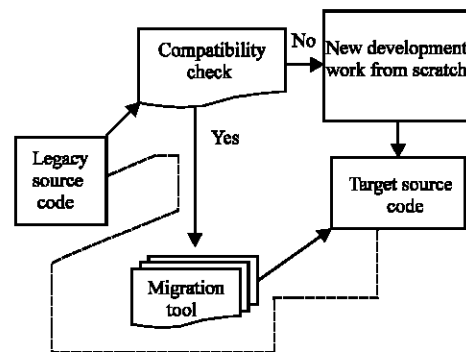 Compatibility
check
No
New development
work from scratch
Yes
Legacy
source
code
Target source
code
Migration
tool